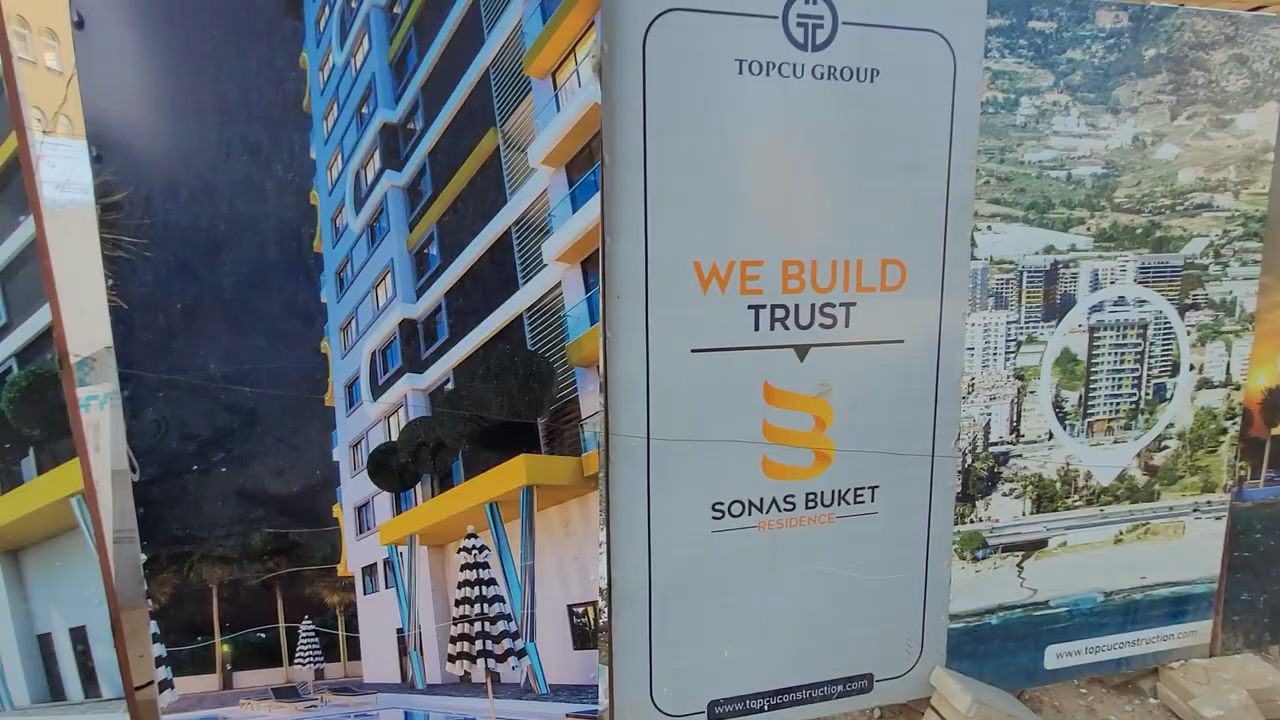 TOPCU GROUP
WE BUILD
TRUST
SONAS BUKET
RESIDENCE
www.topcuconstruction.com
www.topcuconstruction.com